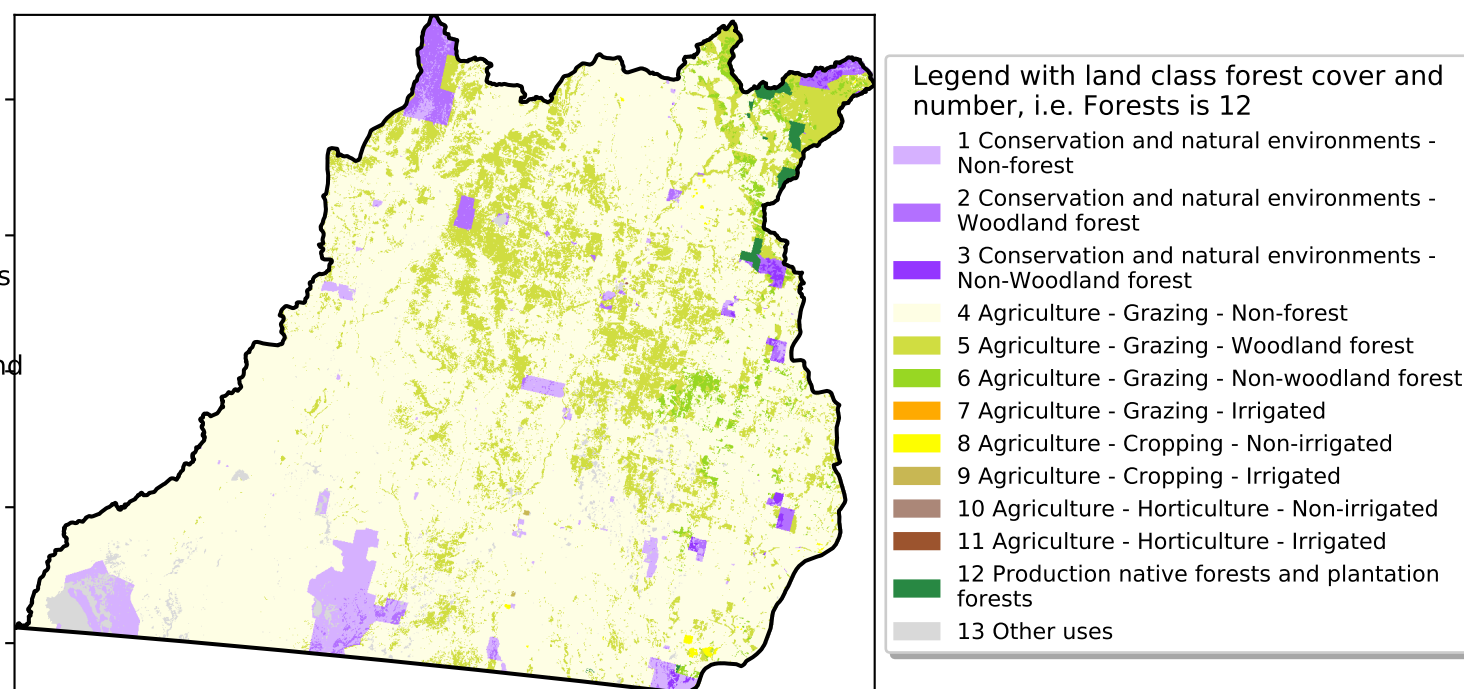 Legend with land class forest cover and
number, i.e. Forests is 12
1 Conservation and natural environments -
Non-forest
2 Conservation and natural environments -
Woodland forest
3 Conservation and natural environments -
Non-Woodland forest
4 Agriculture - Grazing - Non-forest
5 Agriculture - Grazing - Woodland forest
6 Agriculture - Grazing - Non-woodland forest
7 Agriculture - Grazing - Irrigated
8 Agriculture - Cropping - Non-irrigated
9 Agriculture - Cropping - Irrigated
10 Agriculture - Horticulture - Non-irrigated
11 Agriculture - Horticulture - Irrigated
12 Production native forests and plantation
forests
13 Other uses